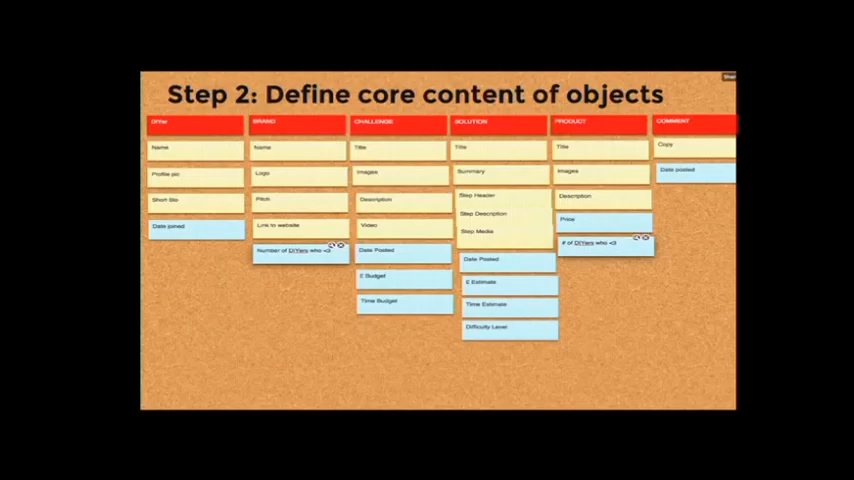 Step 2: Define core content of objects
DIYer
Name
Profile pic
Short Bio
Date joined
BRAND
Name
Logo
Pitch
Link to website
Number of DIYers who <3
CHALLENGE
Title
Images
Description
Video
Date Posted
£ Budget
Time Budget
SOLUTION
Title
Summary
Step Header
Step Description
Step Media
Date Posted
£ Estimate
Time Estimate
Difficulty Level
PRODUCT
Title
Images
Description
Price
# of DIYers who <3
COMMENT
Copy
Date posted